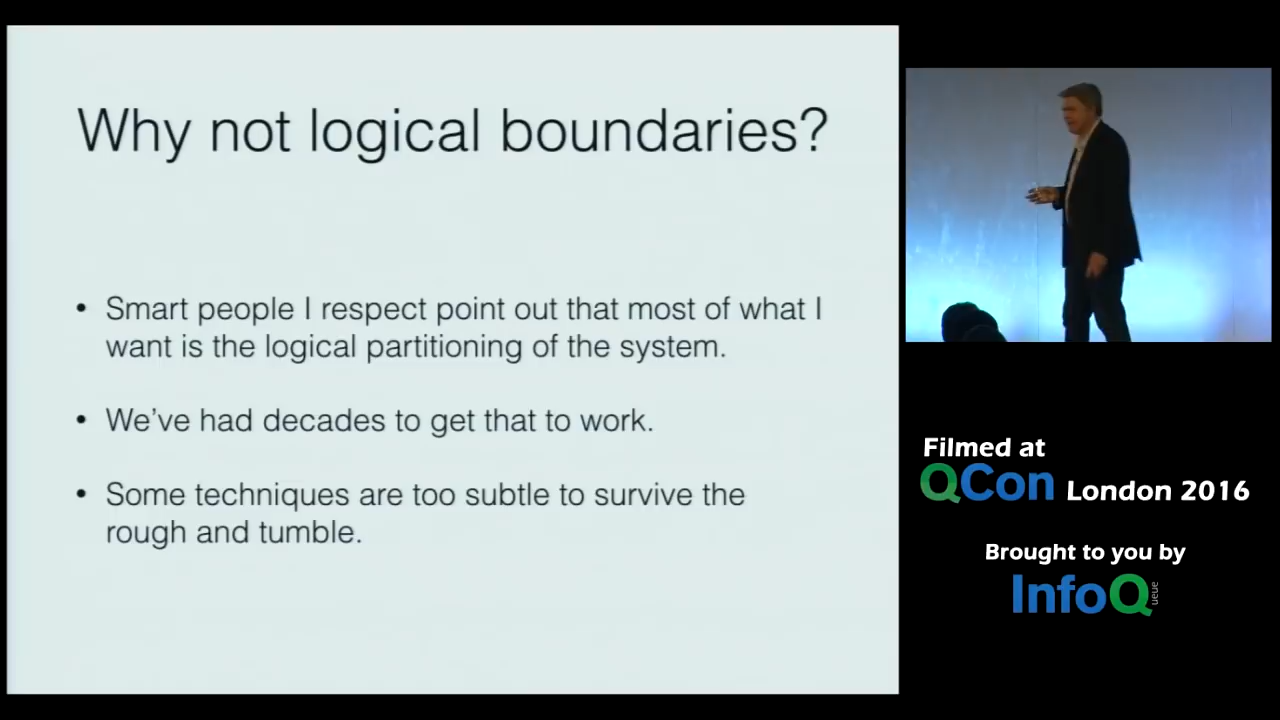 Why not logical boundaries?
• Smart people I respect point out that most of what I
want is the logical partitioning of the system.
• We've had decades to get that to work.
• Some techniques are too subtle to survive the
rough and tumble.
Filmed at
QCon London 2016
Brought to you by
InfoQueue